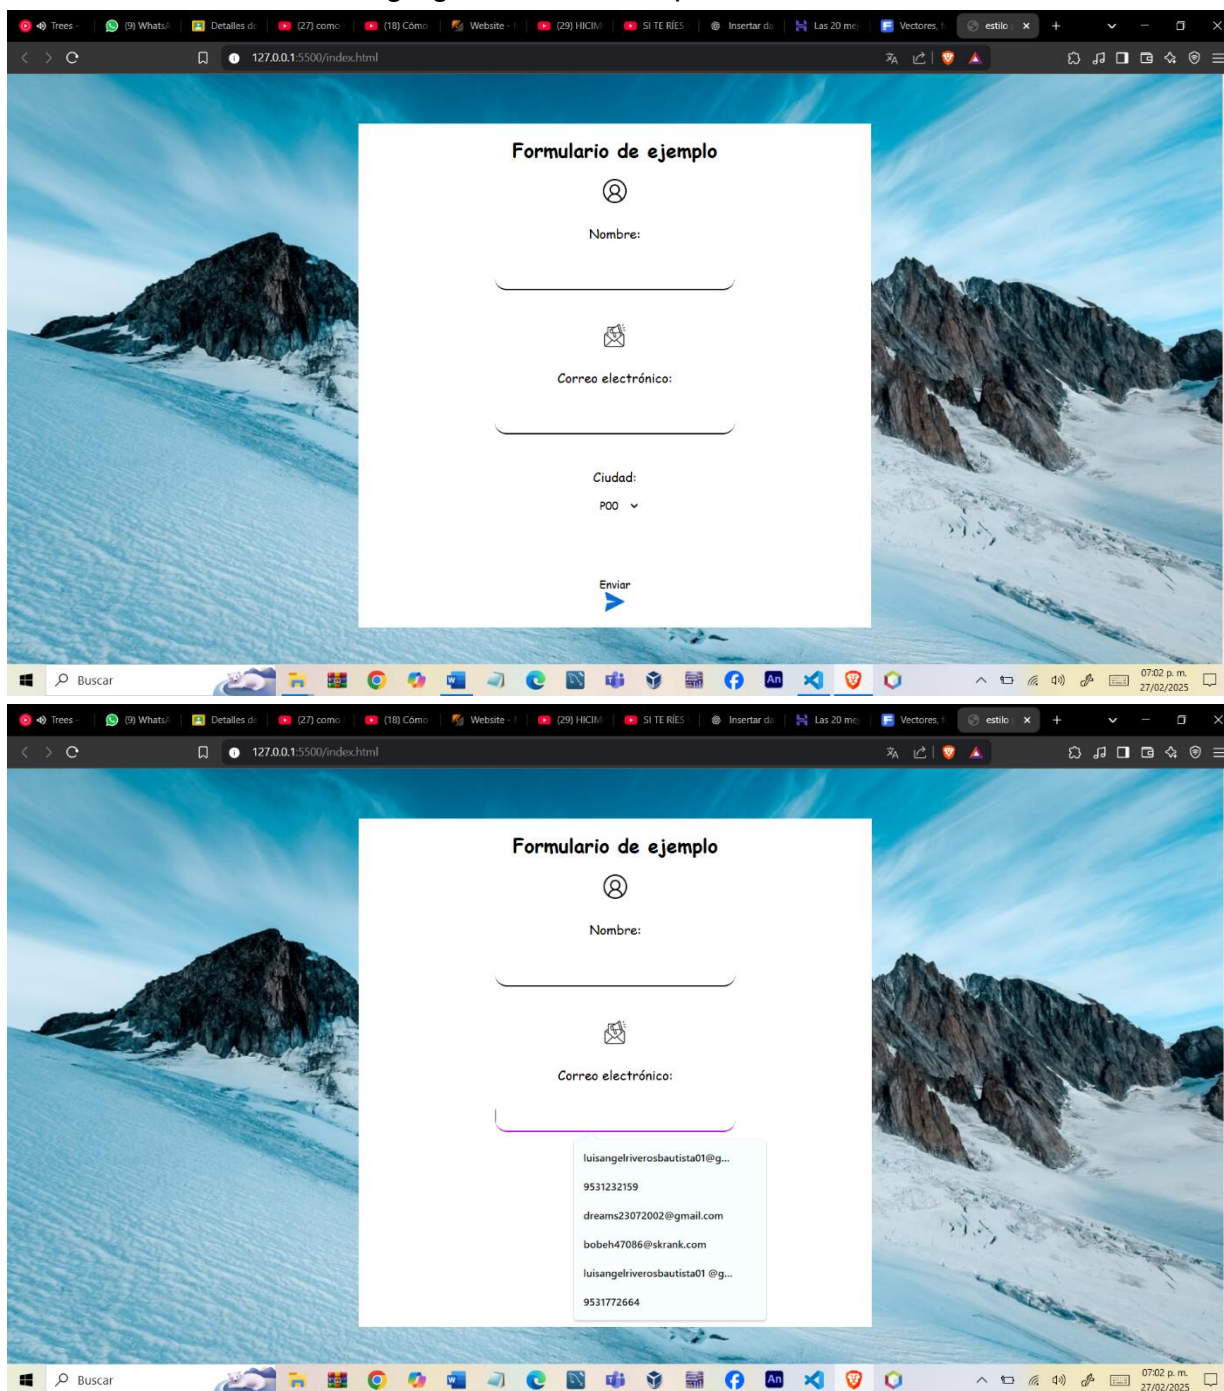 Trees -
(9) WhatsA
Detalles de
(27) como
(18) Cómo
Website -
(29) HICIM
SI TE RÍES
Insertar da
Las 20 mej
Vectores, f
estilo
127.0.0.1:5500/index.html
Formulario de ejemplo
Nombre:
Correo electrónico:
Ciudad:
POO
Enviar
Buscar
07:02 p. m.
27/02/2025
Trees -
(9) WhatsA
Detalles de
(27) como
(18) Cómo
Website -
(29) HICIM
SI TE RÍES
Insertar da
Las 20 mej
Vectores, f
estilo
127.0.0.1:5500/index.html
Formulario de ejemplo
Nombre:
Correo electrónico:
luisangelriverosbautista01@g...
9531232159
dreams23072002@gmail.com
bobeh47086@skrank.com
luisangelriverosbautista01 @g...
9531772664
Buscar
07:02 p. m.
27/02/2025